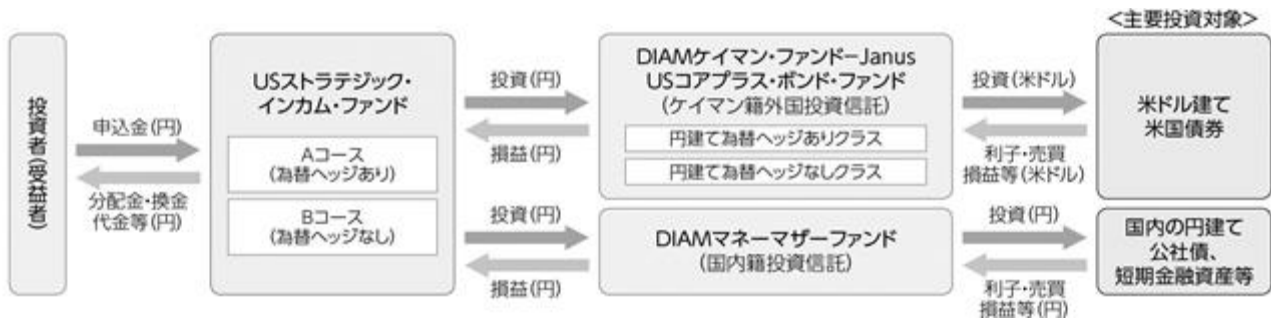 <主要投資対象>
投資者(受益者)
申込金(円)
分配金・換金
代金等(円)
USストラテジック・
インカム・ファンド
Aコース
(為替ヘッジあり)
Bコース
(為替ヘッジなし)
投資(円)
損益(円)
投資(円)
損益(円)
DIAMケイマン・ファンド−Janus
USコアプラス・ボンド・ファンド
(ケイマン籍外国投資信託)
円建て為替ヘッジありクラス
円建て為替ヘッジなしクラス
DIAMマネーマザーファンド
(国内籍投資信託)
投資(米ドル)
利子・売買
損益等(米ドル)
投資(円)
利子・売買
損益等(円)
米ドル建て
米国債券
国内の円建て
公社債、
短期金融資産等